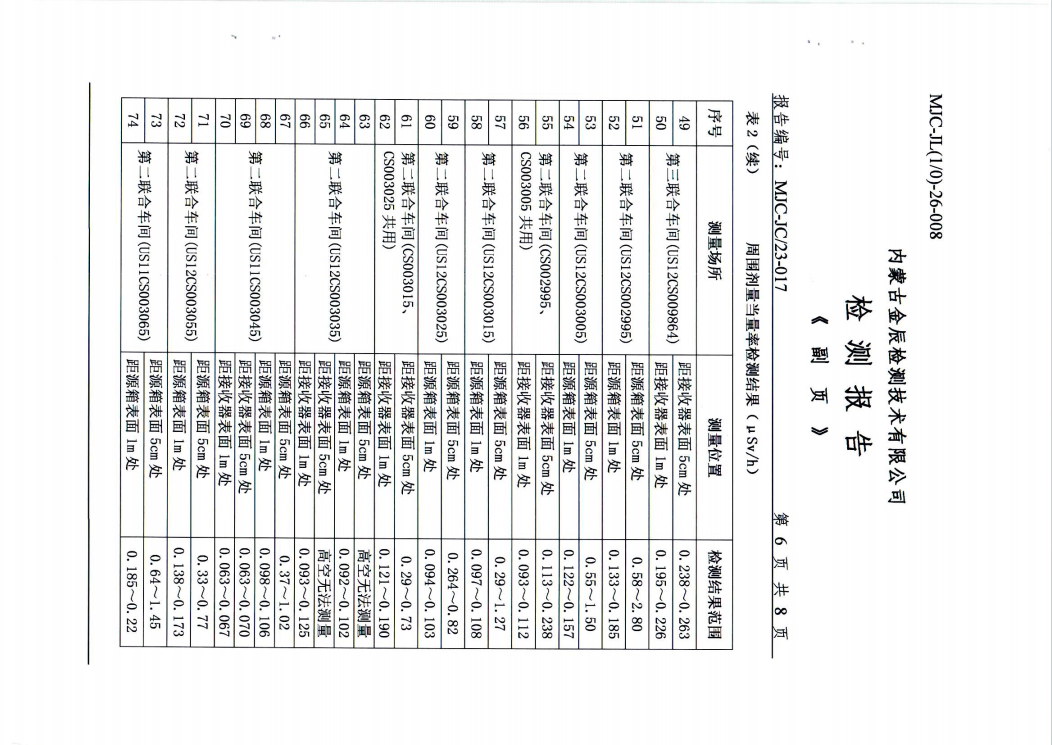 MJC-JL(1/0)-26-008
内蒙古金辰检测技术有限公司
检 测 报 告
《 副 页 》
报告编号：MJC-JC/23-017 第 6 页 共 8 页
表 2（续） 周围剂量当量率检测结果（μSv/h）
序号 测量场所 测量位置 检测结果范围
49 第三联合车间(US12CS009864) 距接收器表面 5cm 处 0.238～0.263
50 距接收器表面 1m 处 0.195～0.226
51 第二联合车间(US12CS002995) 距源箱表面 5cm 处 0.58～2.80
52 距源箱表面 1m 处 0.133～0.185
53 第二联合车间(US12CS003005) 距源箱表面 5cm 处 0.55～1.50
54 距源箱表面 1m 处 0.122～0.157
55 第二联合车间(CS002995、 距接收器表面 5cm 处 0.113～0.238
56 CS003005 共用) 距接收器表面 1m 处 0.093～0.112
57 第二联合车间(US12CS003015) 距源箱表面 5cm 处 0.29～1.27
58 距源箱表面 1m 处 0.097～0.108
59 第二联合车间(US12CS003025) 距源箱表面 5cm 处 0.264～0.82
60 距源箱表面 1m 处 0.094～0.103
61 第二联合车间(CS003015、 距接收器表面 5cm 处 0.29～0.73
62 CS003025 共用) 距接收器表面 1m 处 0.121～0.190
63 第二联合车间(US12CS003035) 距源箱表面 5cm 处 高空无法测量
64 距源箱表面 1m 处 0.092～0.102
65 距接收器表面 5cm 处 高空无法测量
66 距接收器表面 1m 处 0.093～0.125
67 第二联合车间(US11CS003045) 距源箱表面 5cm 处 0.37～1.02
68 距源箱表面 1m 处 0.098～0.106
69 距接收器表面 5cm 处 0.063～0.070
70 距接收器表面 1m 处 0.063～0.067
71 第二联合车间(US12CS003055) 距源箱表面 5cm 处 0.33～0.77
72 距源箱表面 1m 处 0.138～0.173
73 第二联合车间(US11CS003065) 距源箱表面 5cm 处 0.64～1.45
74 距源箱表面 1m 处 0.185～0.22